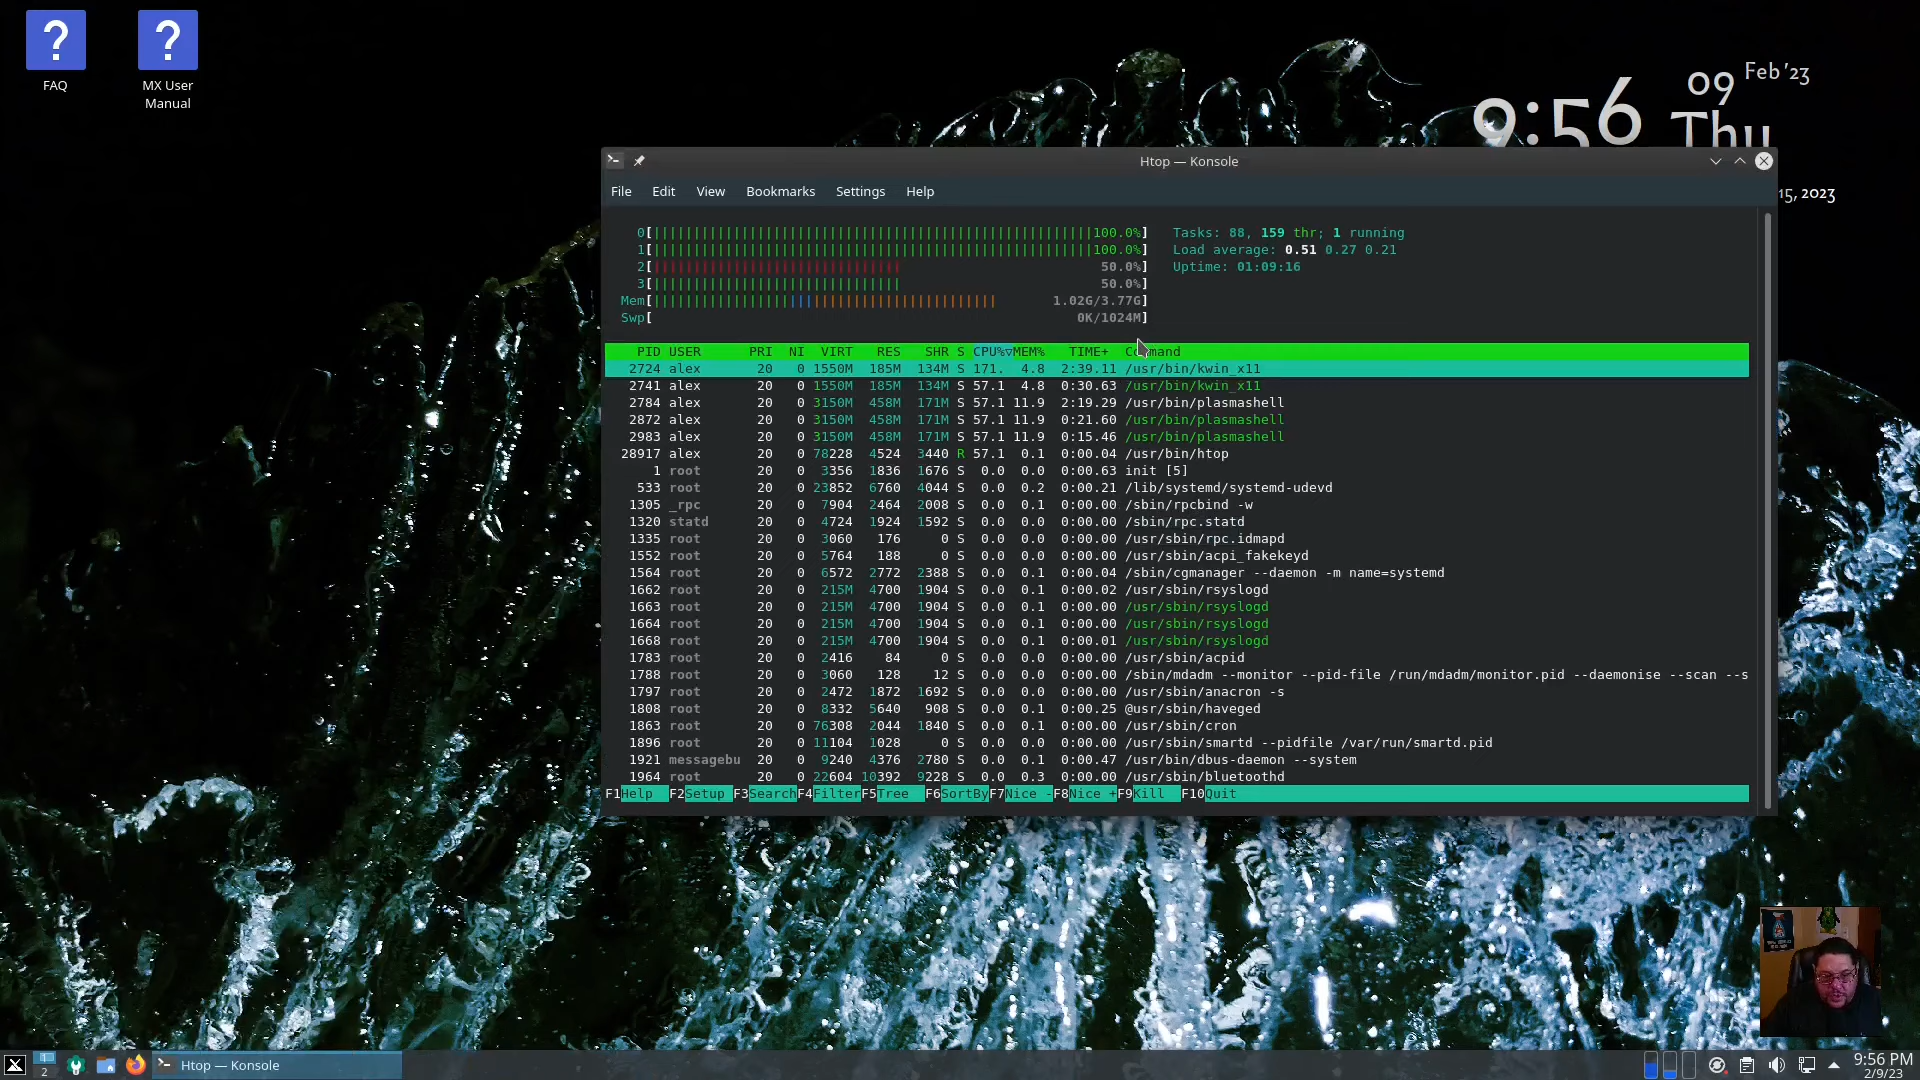 FAQ
MX User
Manual
9:56
09
Feb '23
Thu
15, 2023
Htop — Konsole
File Edit View Bookmarks Settings Help
0[100.0%] Tasks: 88, 159 thr; 1 running
1[100.0%] Load average: 0.51 0.27 0.21
2[50.0%] Uptime: 01:09:16
3[50.0%]
Mem[1.02G/3.77G]
Swp[0K/1024M]
PID USER PRI NI VIRT RES SHR S CPU%▽MEM% TIME+ Command
2724 alex 20 0 1550M 185M 134M S 171. 4.8 2:39.11 /usr/bin/kwin_x11
2741 alex 20 0 1550M 185M 134M S 57.1 4.8 0:30.63 /usr/bin/kwin_x11
2784 alex 20 0 3150M 458M 171M S 57.1 11.9 2:19.29 /usr/bin/plasmashell
2872 alex 20 0 3150M 458M 171M S 57.1 11.9 0:21.60 /usr/bin/plasmashell
2983 alex 20 0 3150M 458M 171M S 57.1 11.9 0:15.46 /usr/bin/plasmashell
28917 alex 20 0 78228 4524 3440 R 57.1 0.1 0:00.04 /usr/bin/htop
1 root 20 0 3356 1836 1676 S 0.0 0.0 0:00.63 init [5]
533 root 20 0 23852 6760 4044 S 0.0 0.2 0:00.21 /lib/systemd/systemd-udevd
1305 _rpc 20 0 7904 2464 2008 S 0.0 0.1 0:00.00 /sbin/rpcbind -w
1320 statd 20 0 4724 1924 1592 S 0.0 0.0 0:00.00 /sbin/rpc.statd
1335 root 20 0 3060 176 0 S 0.0 0.0 0:00.00 /usr/sbin/rpc.idmapd
1552 root 20 0 5764 188 0 S 0.0 0.0 0:00.00 /usr/sbin/acpi_fakekeyd
1564 root 20 0 6572 2772 2388 S 0.0 0.1 0:00.04 /sbin/cgmanager --daemon -m name=systemd
1662 root 20 0 215M 4700 1904 S 0.0 0.1 0:00.02 /usr/sbin/rsyslogd
1663 root 20 0 215M 4700 1904 S 0.0 0.1 0:00.00 /usr/sbin/rsyslogd
1664 root 20 0 215M 4700 1904 S 0.0 0.1 0:00.00 /usr/sbin/rsyslogd
1668 root 20 0 215M 4700 1904 S 0.0 0.1 0:00.01 /usr/sbin/rsyslogd
1783 root 20 0 2416 84 0 S 0.0 0.0 0:00.00 /usr/sbin/acpid
1788 root 20 0 3060 128 12 S 0.0 0.0 0:00.00 /sbin/mdadm --monitor --pid-file /run/mdadm/monitor.pid --daemonise --scan --s
1797 root 20 0 2472 1872 1692 S 0.0 0.0 0:00.00 /usr/sbin/anacron -s
1808 root 20 0 8332 5640 908 S 0.0 0.1 0:00.25 @usr/sbin/haveged
1863 root 20 0 76308 2044 1840 S 0.0 0.1 0:00.00 /usr/sbin/cron
1896 root 20 0 11104 1028 0 S 0.0 0.0 0:00.00 /usr/sbin/smartd --pidfile /var/run/smartd.pid
1921 messagebu 20 0 9240 4376 2780 S 0.0 0.1 0:00.47 /usr/bin/dbus-daemon --system
1964 root 20 0 22604 10392 9228 S 0.0 0.3 0:00.00 /usr/sbin/bluetoothd
F1Help F2Setup F3SearchF4FilterF5Tree F6SortByF7Nice -F8Nice +F9Kill F10Quit
1
2
Htop — Konsole
9:56 PM
2/9/23